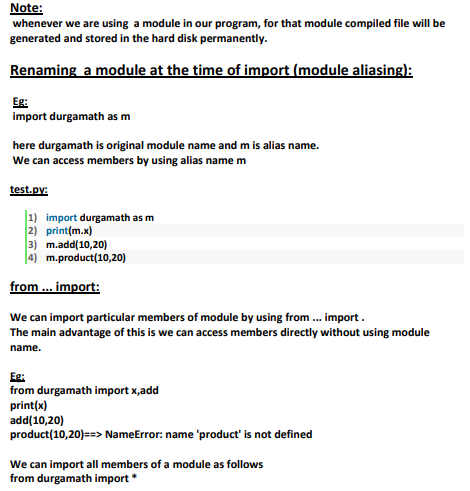 Note:
whenever we are using a module in our program, for that module compiled file will be
generated and stored in the hard disk permanently.
Renaming a module at the time of import (module aliasing):
Eg:
import durgamath as m
here durgamath is original module name and m is alias name.
We can access members by using alias name m
test.py:
1) import durgamath as m
2) print(m.x)
3) m.add(10,20)
4) m.product(10,20)
from ... import:
We can import particular members of module by using from ... import .
The main advantage of this is we can access members directly without using module
name.
Eg:
from durgamath import x,add
print(x)
add(10,20)
product(10,20)==> NameError: name 'product' is not defined
We can import all members of a module as follows
from durgamath import *